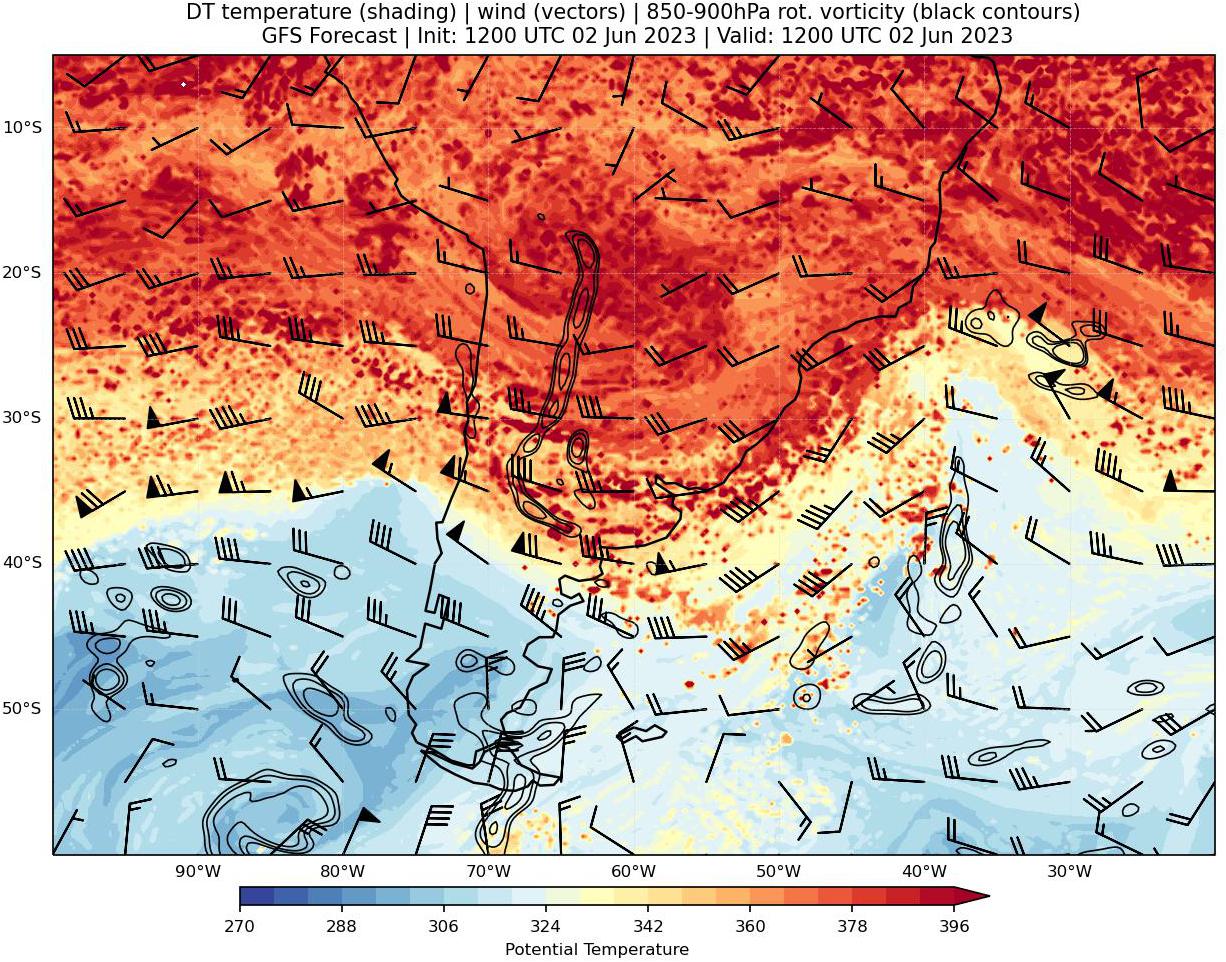 DT temperature (shading) | wind (vectors) | 850-900hPa rot. vorticity (black contours)
GFS Forecast | Init: 1200 UTC 02 Jun 2023 | Valid: 1200 UTC 02 Jun 2023
10°S
20°S
30°S
40°S
50°S
90°W 80°W 70°W 60°W 50°W 40°W 30°W
270 288 306 324 342 360 378 396
Potential Temperature